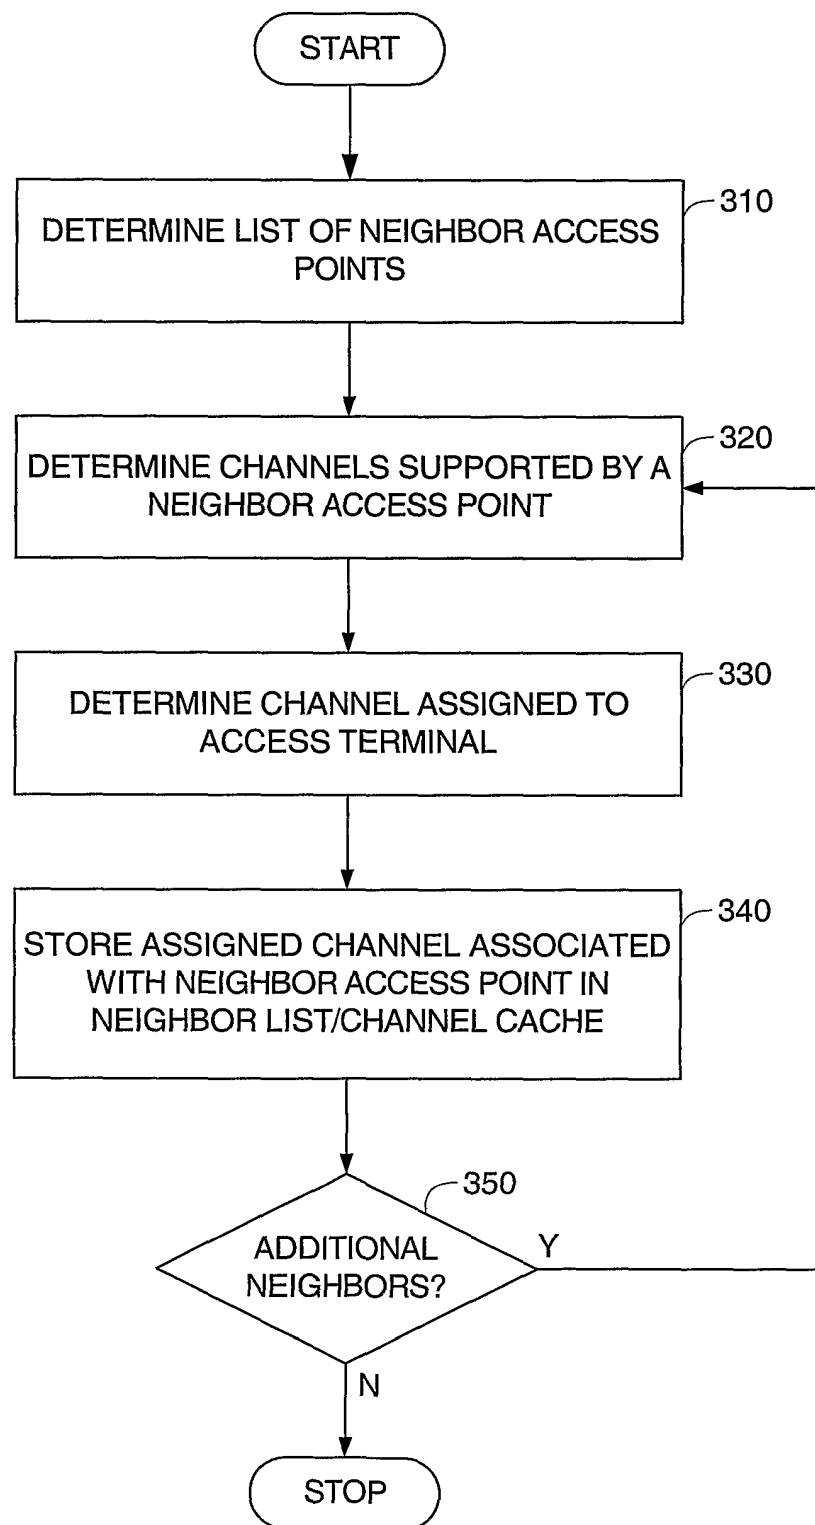 START
310
DETERMINE LIST OF NEIGHBOR ACCESS
POINTS
320
DETERMINE CHANNELS SUPPORTED BY A
NEIGHBOR ACCESS POINT
330
DETERMINE CHANNEL ASSIGNED TO
ACCESS TERMINAL
340
STORE ASSIGNED CHANNEL ASSOCIATED
WITH NEIGHBOR ACCESS POINT IN
NEIGHBOR LIST/CHANNEL CACHE
350
ADDITIONAL
NEIGHBORS?
Y
N
STOP